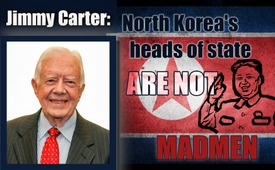 Jimmy Carter:
North Korea's
heads of state
ARE NOT
MADMEN